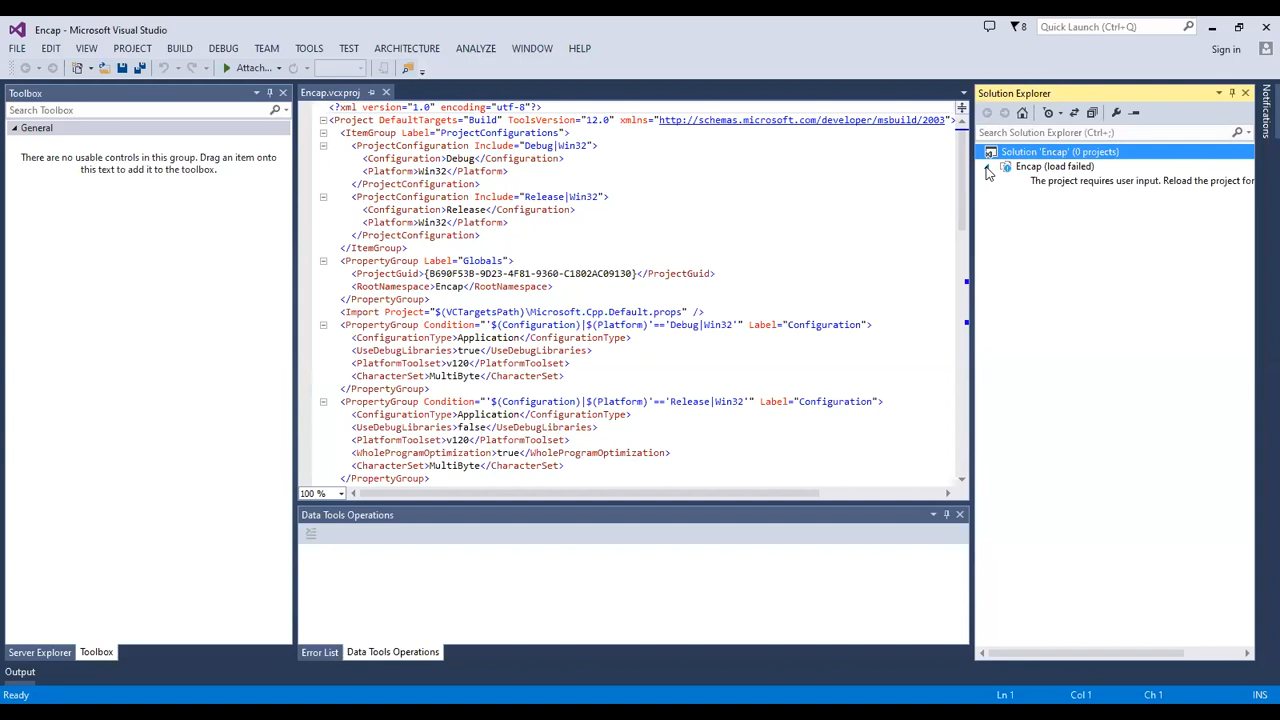 Encap - Microsoft Visual Studio
8
Quick Launch (Ctrl+Q)
FILE EDIT VIEW PROJECT BUILD DEBUG TEAM TOOLS TEST ARCHITECTURE ANALYZE WINDOW HELP
Sign in
Attach...
Toolbox
Search Toolbox
General
There are no usable controls in this group. Drag an item onto
this text to add it to the toolbox.
Server Explorer Toolbox
Encap.vcxproj
<?xml version="1.0" encoding="utf-8"?>
<Project DefaultTargets="Build" ToolsVersion="12.0" xmlns="http://schemas.microsoft.com/developer/msbuild/2003">
<ItemGroup Label="ProjectConfigurations">
<ProjectConfiguration Include="Debug|Win32">
<Configuration>Debug</Configuration>
<Platform>Win32</Platform>
</ProjectConfiguration>
<ProjectConfiguration Include="Release|Win32">
<Configuration>Release</Configuration>
<Platform>Win32</Platform>
</ProjectConfiguration>
</ItemGroup>
<PropertyGroup Label="Globals">
<ProjectGuid>{B690F53B-9D23-4F81-9360-C1802AC09130}</ProjectGuid>
<RootNamespace>Encap</RootNamespace>
</PropertyGroup>
<Import Project="$(VCTargetsPath)\Microsoft.Cpp.Default.props" />
<PropertyGroup Condition="'$(Configuration)|$(Platform)'=='Debug|Win32'" Label="Configuration">
<ConfigurationType>Application</ConfigurationType>
<UseDebugLibraries>true</UseDebugLibraries>
<PlatformToolset>v120</PlatformToolset>
<CharacterSet>MultiByte</CharacterSet>
</PropertyGroup>
<PropertyGroup Condition="'$(Configuration)|$(Platform)'=='Release|Win32'" Label="Configuration">
<ConfigurationType>Application</ConfigurationType>
<UseDebugLibraries>false</UseDebugLibraries>
<PlatformToolset>v120</PlatformToolset>
<WholeProgramOptimization>true</WholeProgramOptimization>
<CharacterSet>MultiByte</CharacterSet>
</PropertyGroup>
100 %
Data Tools Operations
Error List Data Tools Operations
Solution Explorer
Search Solution Explorer (Ctrl+;)
Solution 'Encap' (0 projects)
Encap (load failed)
The project requires user input. Reload the project for
Notifications
Output
Ready
Ln 1 Col 1 Ch 1 INS